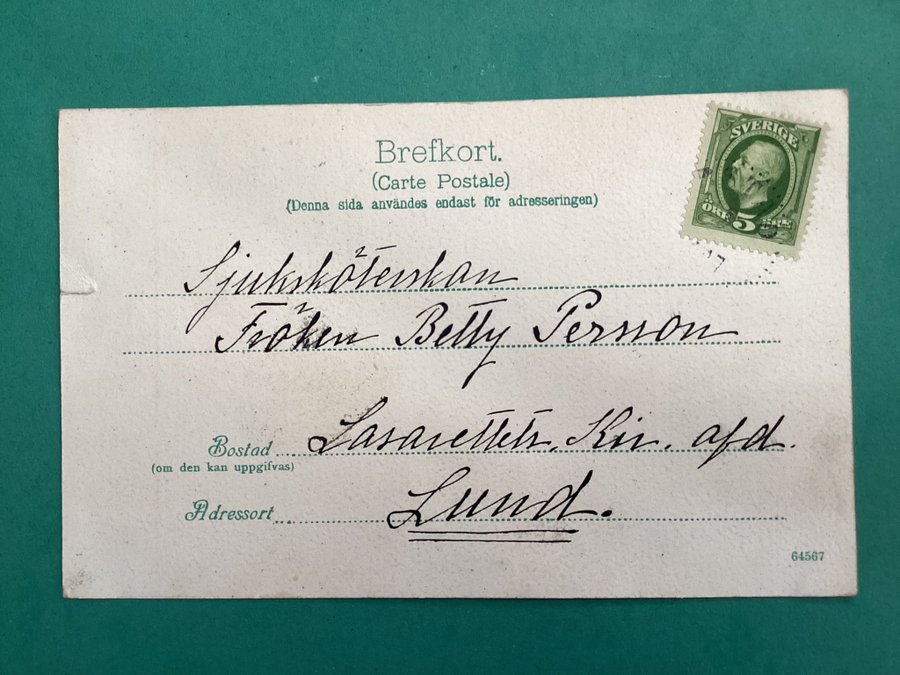 Brefkort.
(Carte Postale)
(Denna sida användes endast för adresseringen)
SVERIGE
ÖRE 5 ÖRE
Sjuksköterskan
Fröken Betty Persson
Bostad Lasarettets Kir. afd.
(om den kan uppgifvas)
Adressort Lund.
64567